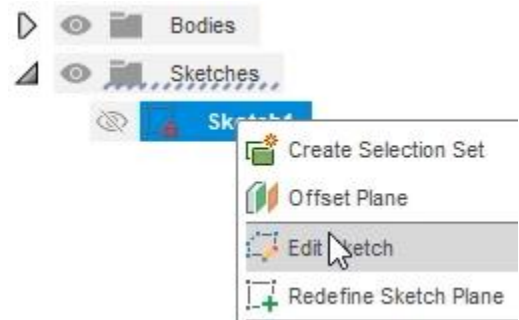 Bodies
Sketches
Create Selection Set
Offset Plane
Edit Sketch
Redefine Sketch Plane